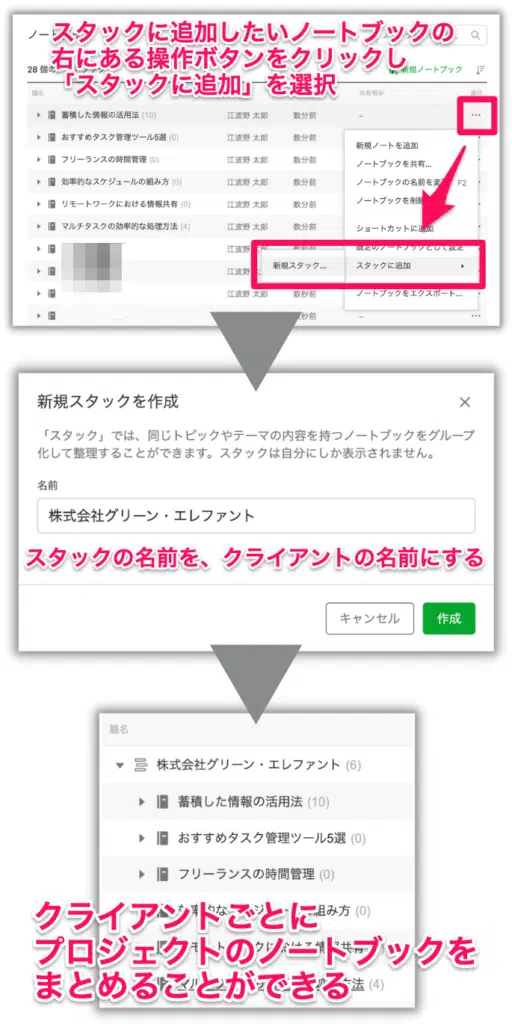 スタックに追加したいノートブックの
右にある操作ボタンをクリックし
「スタックに追加」を選択
28 個の
新規ノートブック
題名
共有相手
操作
蓄積した情報の活用法 (10) 江波野 太郎 数分前 – ...
おすすめタスク管理ツール5選 (0) 江波野 太郎 数分前
フリーランスの時間管理 (0) 江波野 太郎 数分前
効率的なスケジュールの組み方 (0) 江波野 太郎 数分前
リモートワークにおける情報共有 (0) 江波野 太郎 数分前
マルチタスクの効率的な処理方法 (4) 江波野 太郎 数分前
江波野 太郎 数分前
江波野 太郎
江波野 太郎 数秒前 – ...
新規ノートを追加
ノートブックを共有...
ノートブックの名前を変 F2
ノートブックを削除
ショートカットに追加
既定のノートブックとして設定
新規スタック... スタックに追加
ノートブックをエクスポート...
新規スタックを作成
「スタック」では、同じトピックやテーマの内容を持つノートブックをグループ
化して整理することができます。スタックは自分にしか表示されません。
名前
株式会社グリーン・エレファント
スタックの名前を、クライアントの名前にする
キャンセル 作成
題名
株式会社グリーン・エレファント (6)
蓄積した情報の活用法 (10)
おすすめタスク管理ツール5選 (0)
フリーランスの時間管理 (0)
組み方 (0)
(4)
クライアントごとに
プロジェクトのノートブックを
まとめることができる